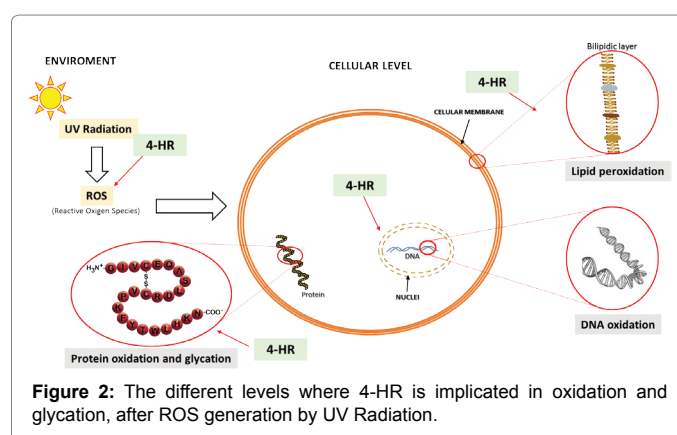 ENVIROMENT
CELLULAR LEVEL
Bilipidic layer
4-HR
UV Radiation
4-HR
CELULAR MEMBRANE
ROS
(Reactive Oxigen Species)
Lipid peroxidation
4-HR
DNA
Protein
NUCLEI
H₃N⁺
S
S
COO⁻
DNA oxidation
4-HR
Protein oxidation and glycation
Figure 2: The different levels where 4-HR is implicated in oxidation and
glycation, after ROS generation by UV Radiation.